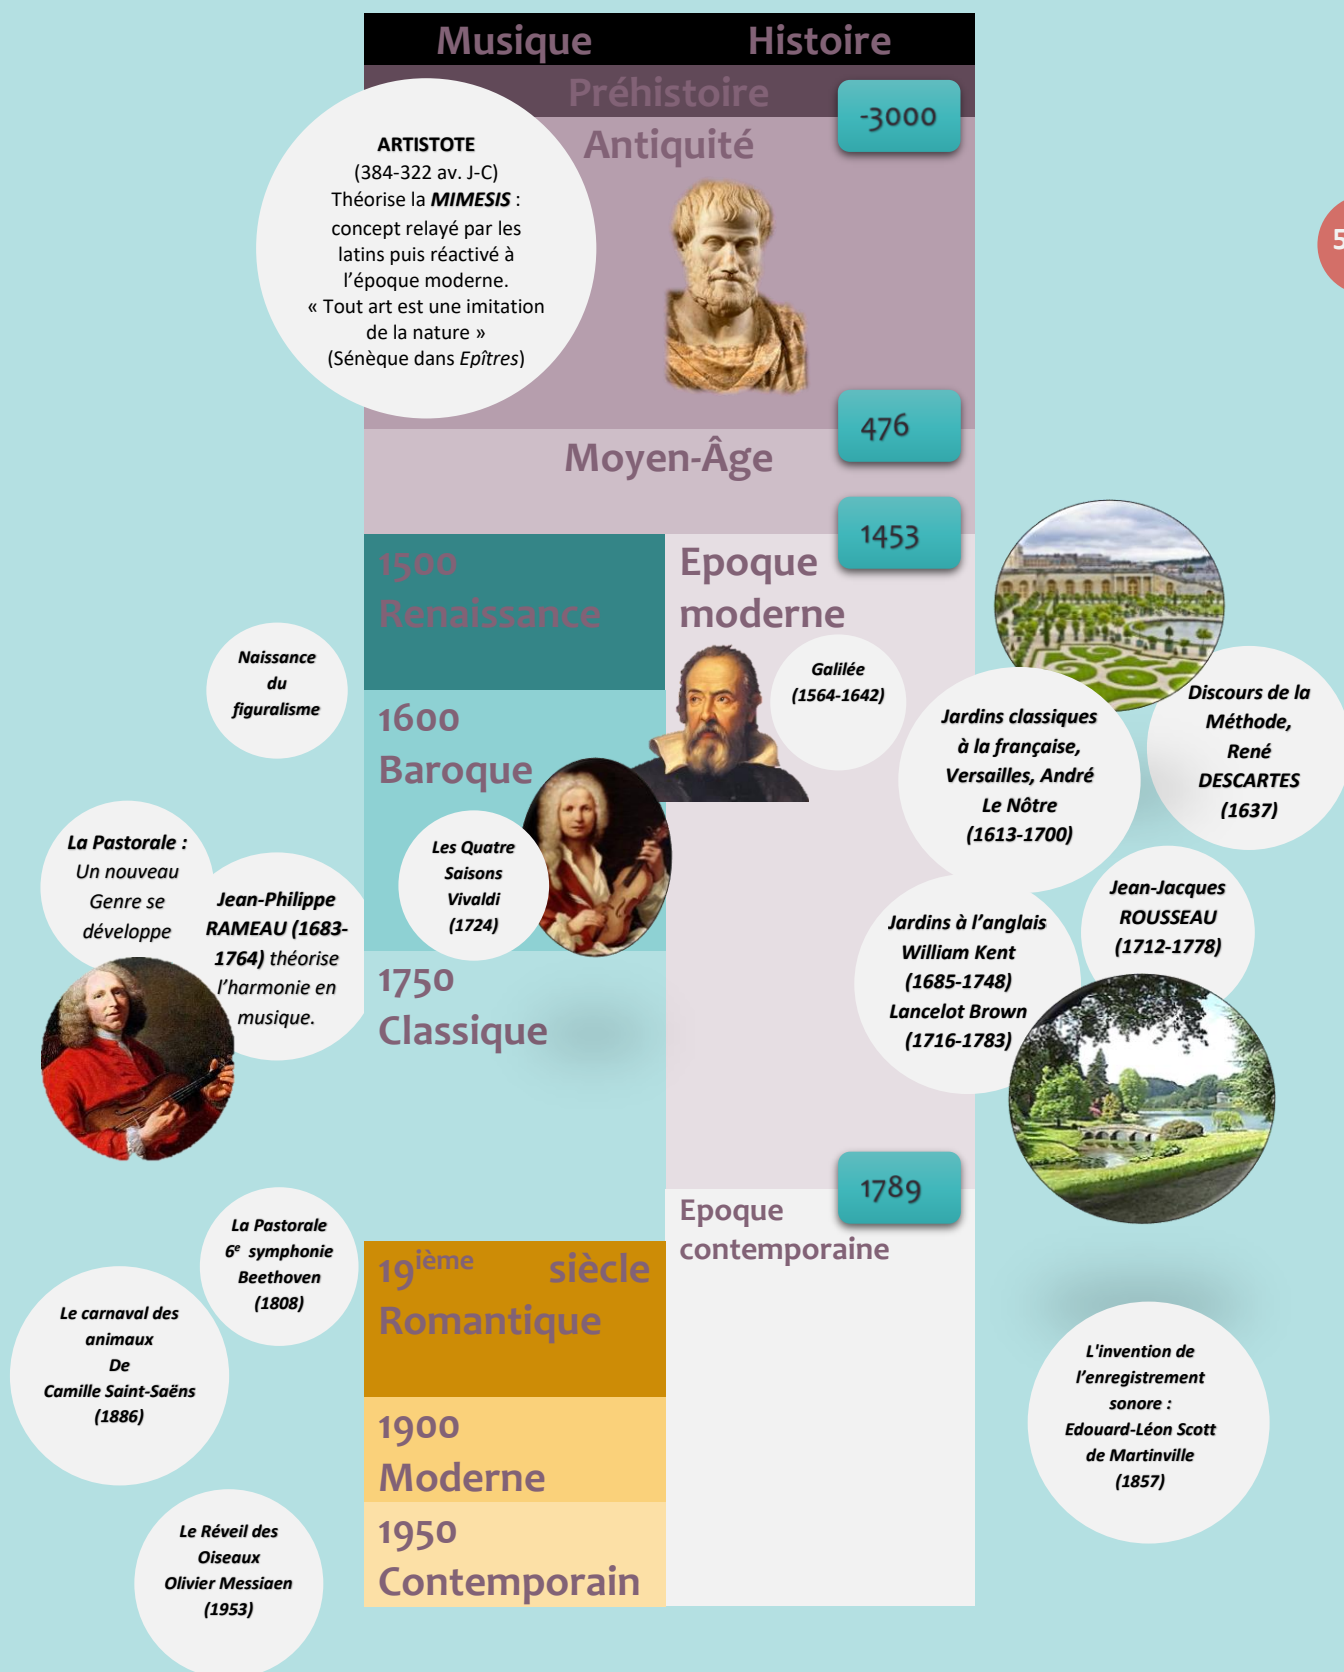 Musique Histoire
Préhistoire
-3000
Antiquité
ARTISTOTE
(384-322 av. J-C)
Théorise la MIMESIS :
concept relayé par les
latins puis réactivé à
l'époque moderne.
« Tout art est une imitation
de la nature »
(Sénèque dans Epîtres)
5
476
Moyen-Âge
1453
1500
Renaissance
Epoque
moderne
Naissance
du
figuralisme
Galilée
(1564-1642)
1600
Baroque
Jardins classiques
à la française,
Versailles, André
Le Nôtre
(1613-1700)
Discours de la
Méthode,
René
DESCARTES
(1637)
La Pastorale :
Un nouveau
Genre se
développe
Jean-Philippe
RAMEAU (1683-
1764) théorise
l'harmonie en
musique.
Les Quatre
Saisons
Vivaldi
(1724)
Jardins à l'anglais
William Kent
(1685-1748)
Lancelot Brown
(1716-1783)
Jean-Jacques
ROUSSEAU
(1712-1778)
1750
Classique
1789
Epoque
contemporaine
La Pastorale
6e symphonie
Beethoven
(1808)
19ième siècle
Romantique
Le carnaval des
animaux
De
Camille Saint-Saëns
(1886)
L'invention de
l'enregistrement
sonore :
Edouard-Léon Scott
de Martinville
(1857)
1900
Moderne
1950
Contemporain
Le Réveil des
Oiseaux
Olivier Messiaen
(1953)